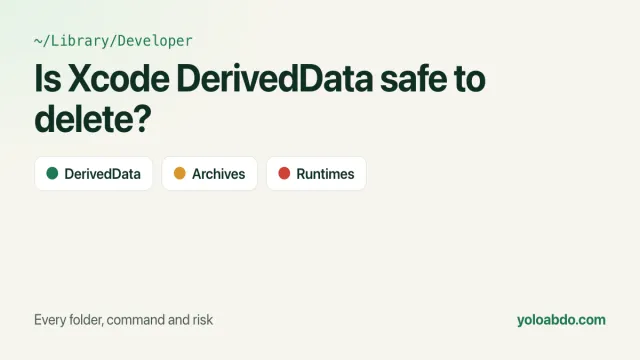 ~/Library/Developer
Is Xcode DerivedData safe to
delete?
DerivedData Archives Runtimes
Every folder, command and risk yoloabdo.com